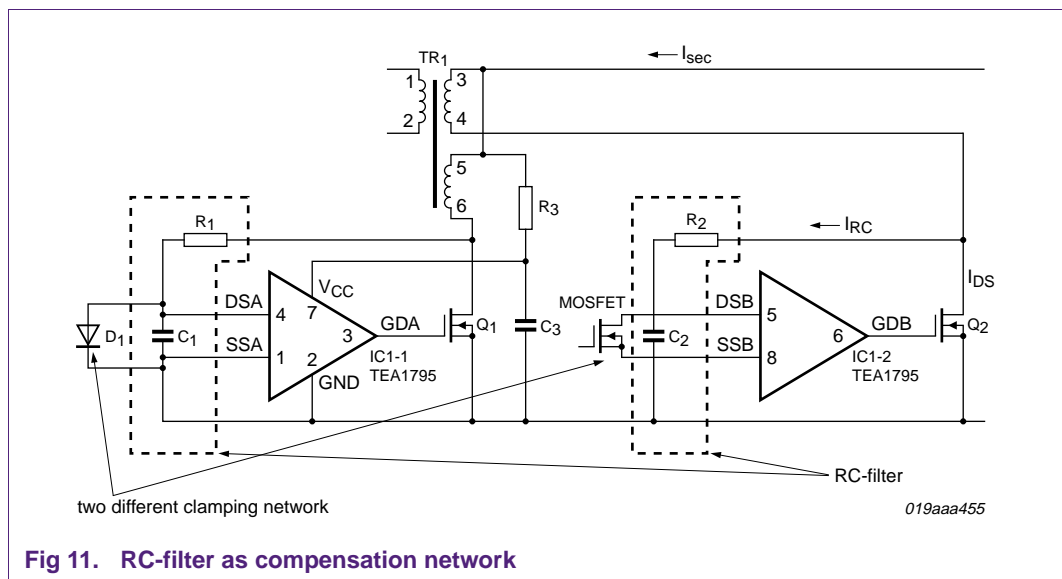 TR1
Isec
1
3
2
4
5
6
R3
R1
R2
IRC
IDS
VCC
MOSFET
DSA
4
7
DSB
5
D1
C1
3
GDA
Q1
C3
C2
6
GDB
Q2
SSA
1
2
IC1-1
TEA1795
SSB
8
IC1-2
TEA1795
GND
RC-filter
two different clamping network
019aaa455
Fig 11. RC-filter as compensation network